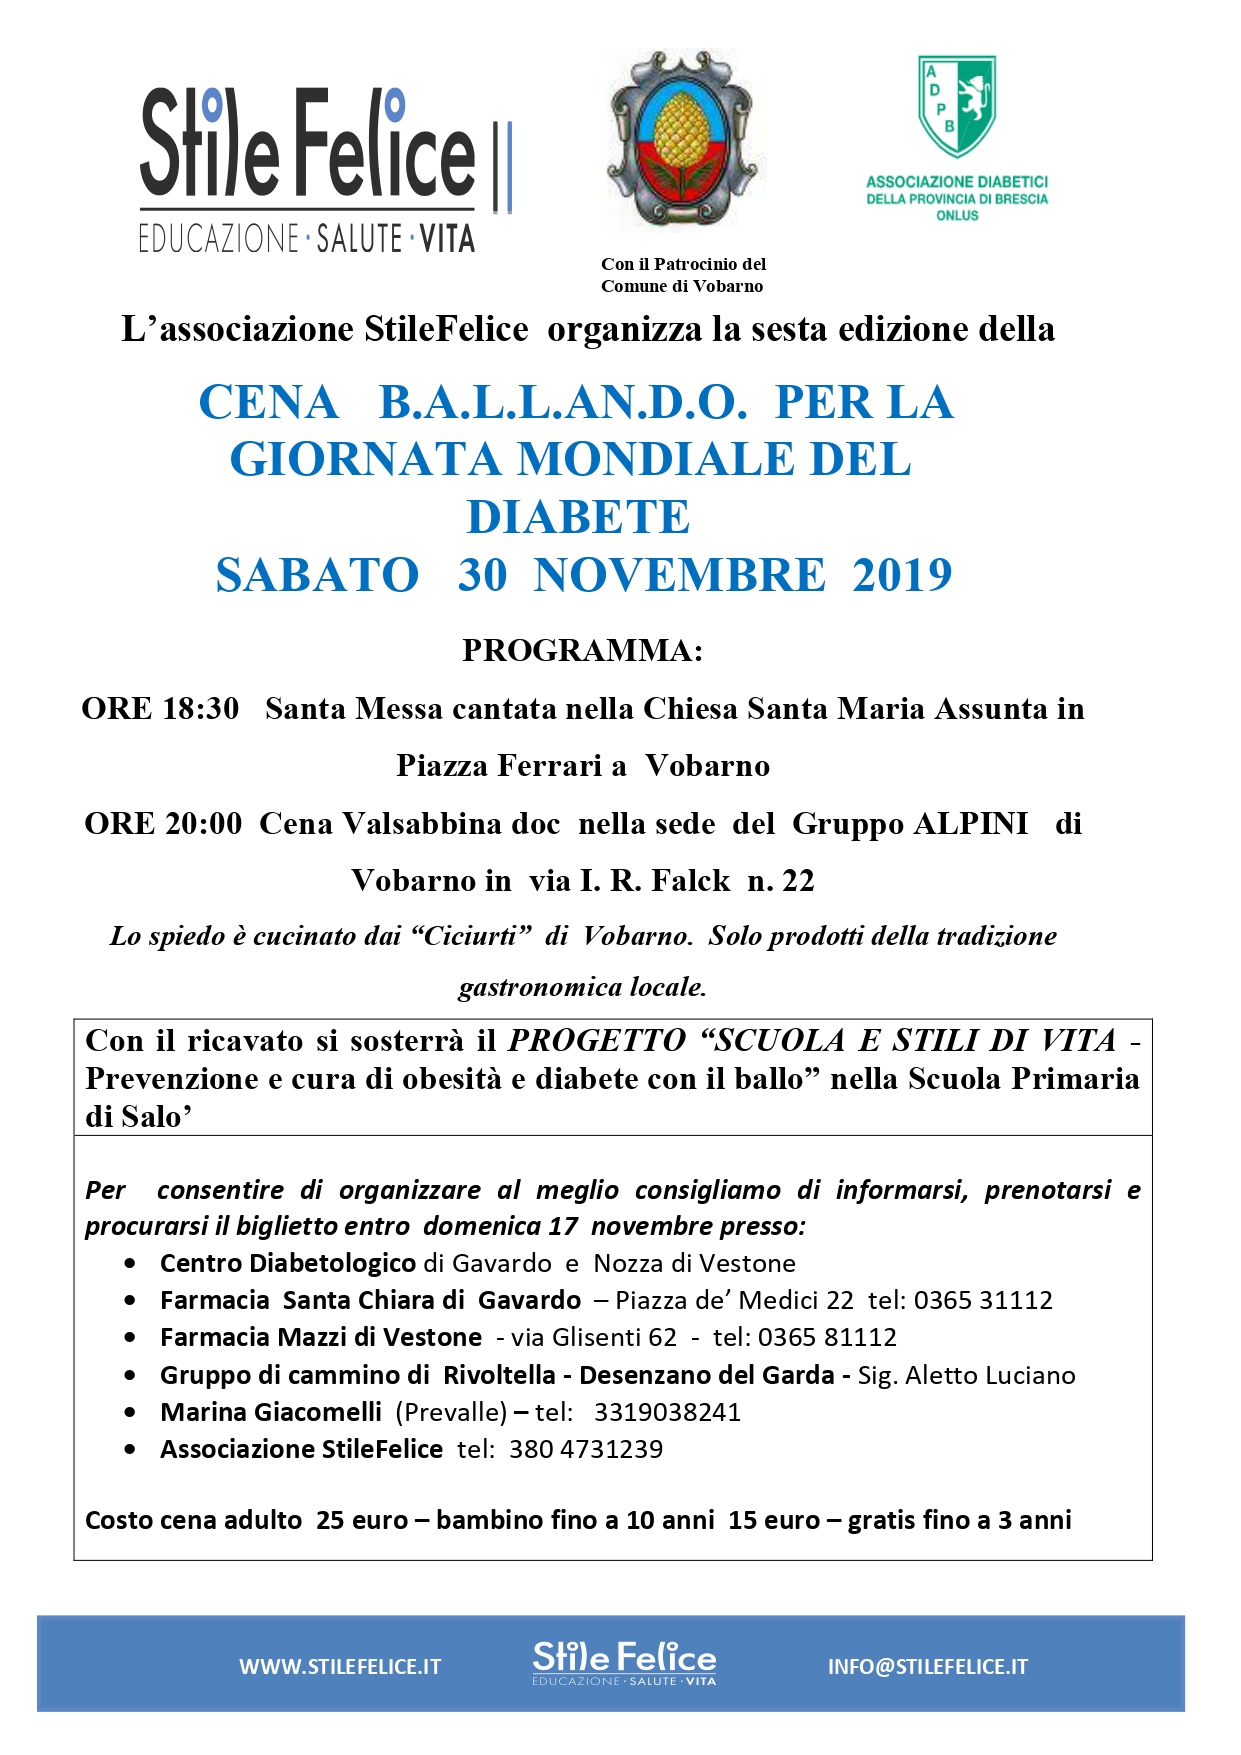 Stile Felice
EDUCAZIONE · SALUTE · VITA
A D P B
ASSOCIAZIONE DIABETICI
DELLA PROVINCIA DI BRESCIA
ONLUS
Con il Patrocinio del
Comune di Vobarno
L’associazione StileFelice organizza la sesta edizione della
CENA B.A.L.L.AN.D.O. PER LA
GIORNATA MONDIALE DEL
DIABETE
SABATO 30 NOVEMBRE 2019
PROGRAMMA:
ORE 18:30 Santa Messa cantata nella Chiesa Santa Maria Assunta in
Piazza Ferrari a Vobarno
ORE 20:00 Cena Valsabbina doc nella sede del Gruppo ALPINI di
Vobarno in via I. R. Falck n. 22
Lo spiedo è cucinato dai “Ciciurti” di Vobarno. Solo prodotti della tradizione
gastronomica locale.
Con il ricavato si sosterrà il PROGETTO “SCUOLA E STILI DI VITA -
Prevenzione e cura di obesità e diabete con il ballo” nella Scuola Primaria
di Salo’
Per consentire di organizzare al meglio consigliamo di informarsi, prenotarsi e
procurarsi il biglietto entro domenica 17 novembre presso:
• Centro Diabetologico di Gavardo e Nozza di Vestone
• Farmacia Santa Chiara di Gavardo – Piazza de’ Medici 22 tel: 0365 31112
• Farmacia Mazzi di Vestone - via Glisenti 62 - tel: 0365 81112
• Gruppo di cammino di Rivoltella - Desenzano del Garda - Sig. Aletto Luciano
• Marina Giacomelli (Prevalle) – tel: 3319038241
• Associazione StileFelice tel: 380 4731239
Costo cena adulto 25 euro – bambino fino a 10 anni 15 euro – gratis fino a 3 anni
WWW.STILEFELICE.IT
Stile Felice
EDUCAZIONE · SALUTE · VITA
INFO@STILEFELICE.IT